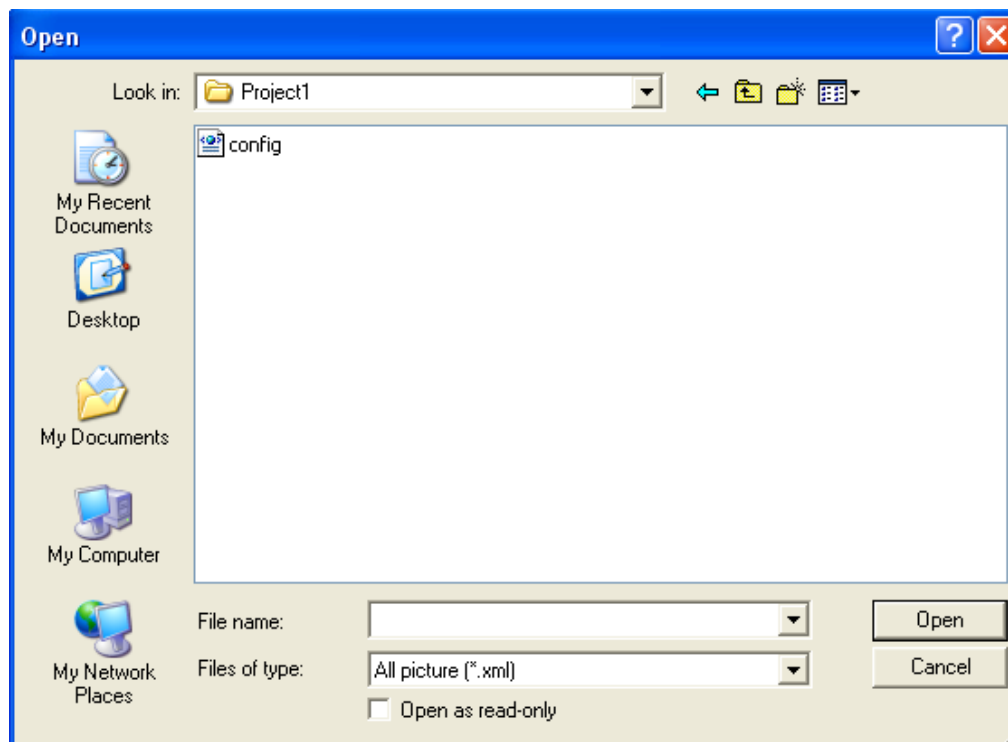 Open
Look in: Project1
config
My Recent
Documents
Desktop
My Documents
My Computer
My Network
Places
File name: Open
Files of type: All picture (*.xml) Cancel
Open as read-only